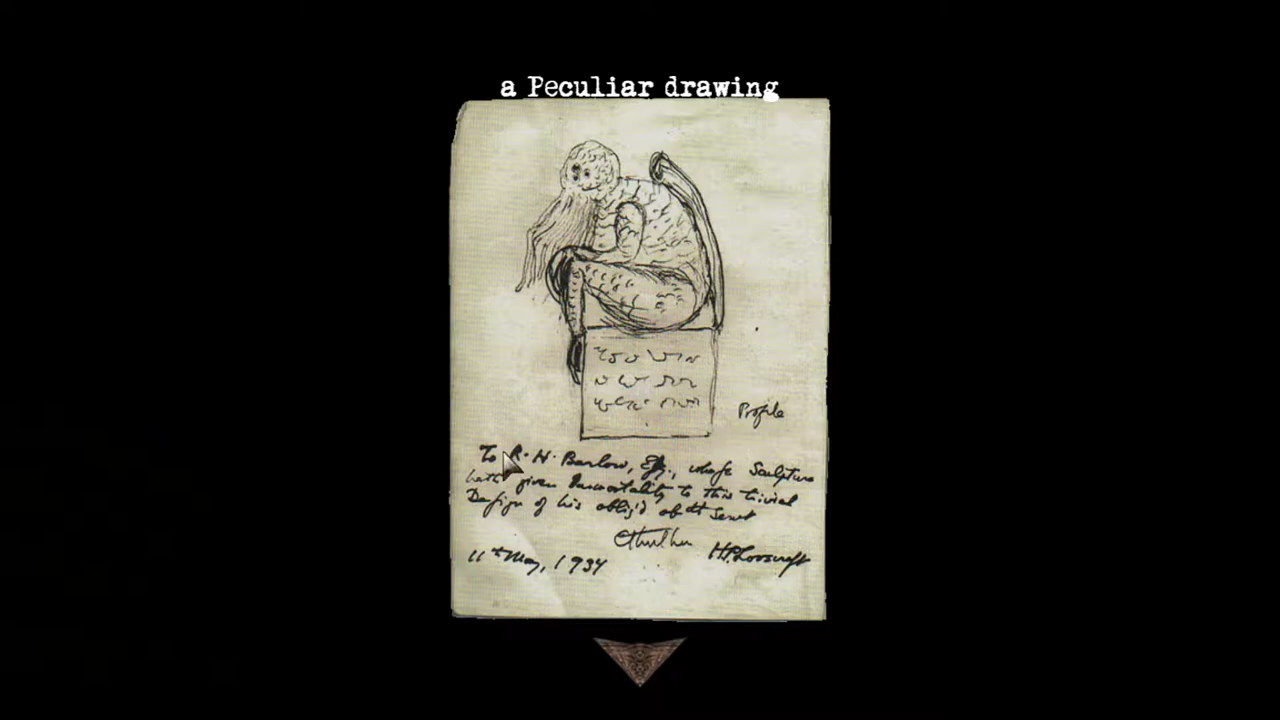 a Peculiar drawing
Profile
To R. H. Barlow, Esq., whose Sculpture
hath given Immortality to this trivial
Design of his oblig'd obt Servt
Cthulhu
HPLovecraft
11th May, 1934